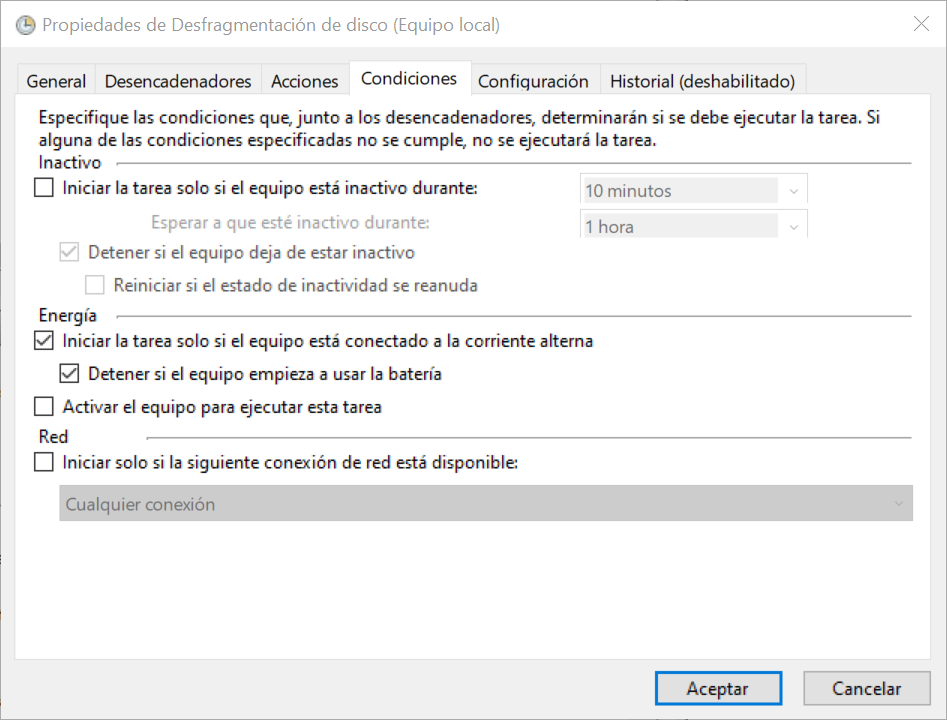 Propiedades de Desfragmentación de disco (Equipo local)
General Desencadenadores Acciones Condiciones Configuración Historial (deshabilitado)
Especifique las condiciones que, junto a los desencadenadores, determinarán si se debe ejecutar la tarea. Si
alguna de las condiciones especificadas no se cumple, no se ejecutará la tarea.
Inactivo
Iniciar la tarea solo si el equipo está inactivo durante: 10 minutos
Esperar a que esté inactivo durante: 1 hora
Detener si el equipo deja de estar inactivo
Reiniciar si el estado de inactividad se reanuda
Energía
Iniciar la tarea solo si el equipo está conectado a la corriente alterna
Detener si el equipo empieza a usar la batería
Activar el equipo para ejecutar esta tarea
Red
Iniciar solo si la siguiente conexión de red está disponible:
Cualquier conexión
Aceptar Cancelar